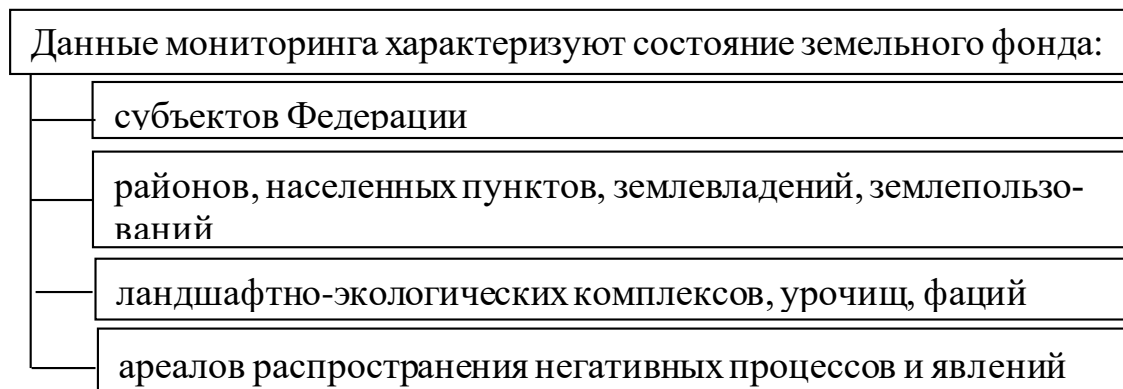 Данные мониторинга характеризуют состояние земельного фонда:
субъектов Федерации
районов, населенных пунктов, землевладений, землепользо-
ваний
ландшафтно-экологических комплексов, урочищ, фаций
ареалов распространения негативных процессов и явлений